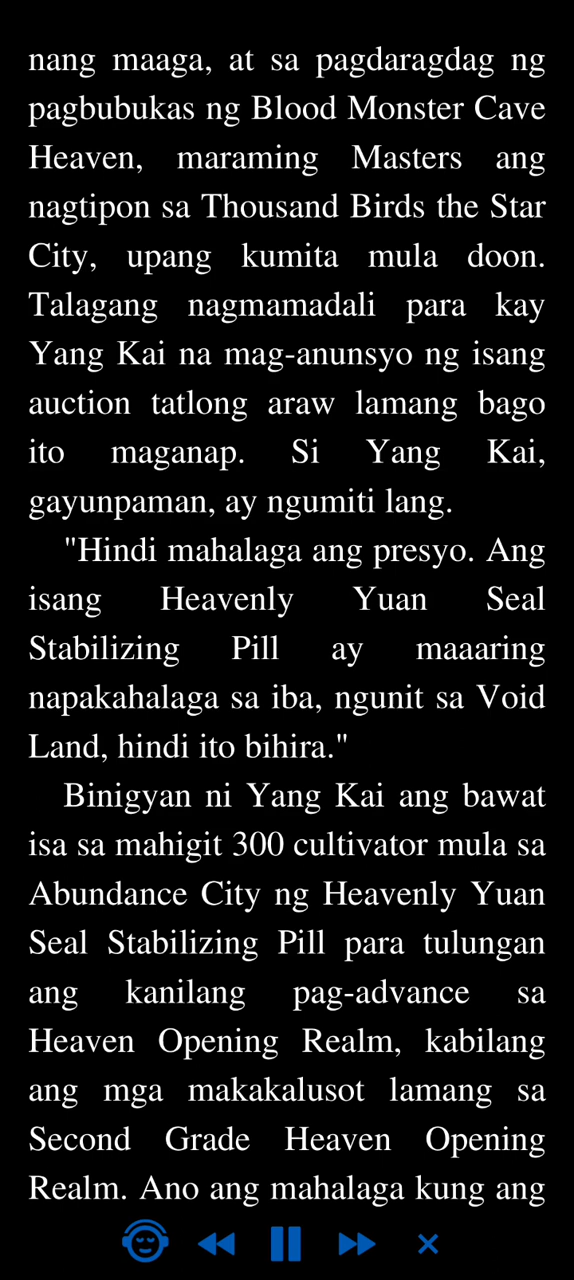 nang maaga, at sa pagdaragdag ng
pagbubukas ng Blood Monster Cave
Heaven, maraming Masters ang
nagtipon sa Thousand Birds the Star
City, upang kumita mula doon.
Talagang nagmamadali para kay
Yang Kai na mag-anunsyo ng isang
auction tatlong araw lamang bago
ito maganap. Si Yang Kai,
gayunpaman, ay ngumiti lang.
"Hindi mahalaga ang presyo. Ang
isang Heavenly Yuan Seal
Stabilizing Pill ay maaaring
napakahalaga sa iba, ngunit sa Void
Land, hindi ito bihira."
Binigyan ni Yang Kai ang bawat
isa sa mahigit 300 cultivator mula sa
Abundance City ng Heavenly Yuan
Seal Stabilizing Pill para tulungan
ang kanilang pag-advance sa
Heaven Opening Realm, kabilang
ang mga makakalusot lamang sa
Second Grade Heaven Opening
Realm. Ano ang mahalaga kung ang